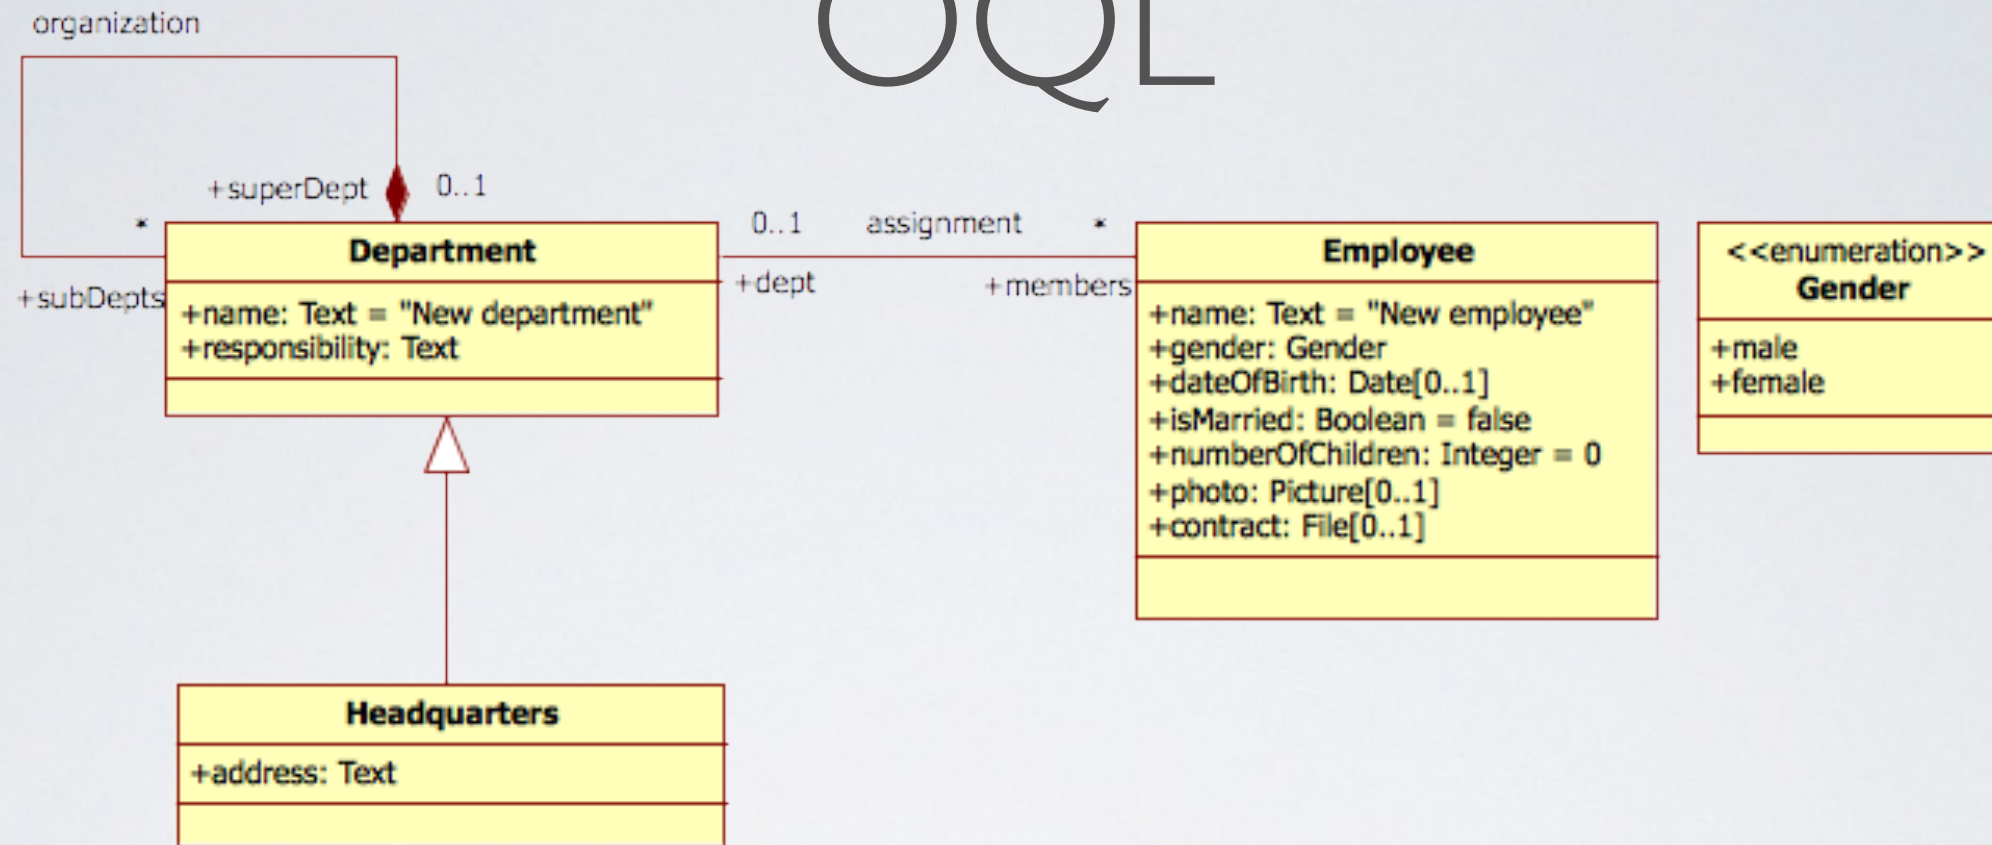 OQL
organization
+superDept 0..1
*
+subDepts
Department
+name: Text = "New department"
+responsibility: Text
0..1 assignment *
+dept +members
Employee
+name: Text = "New employee"
+gender: Gender
+dateOfBirth: Date[0..1]
+isMarried: Boolean = false
+numberOfChildren: Integer = 0
+photo: Picture[0..1]
+contract: File[0..1]
<<enumeration>>
Gender
+male
+female
Headquarters
+address: Text